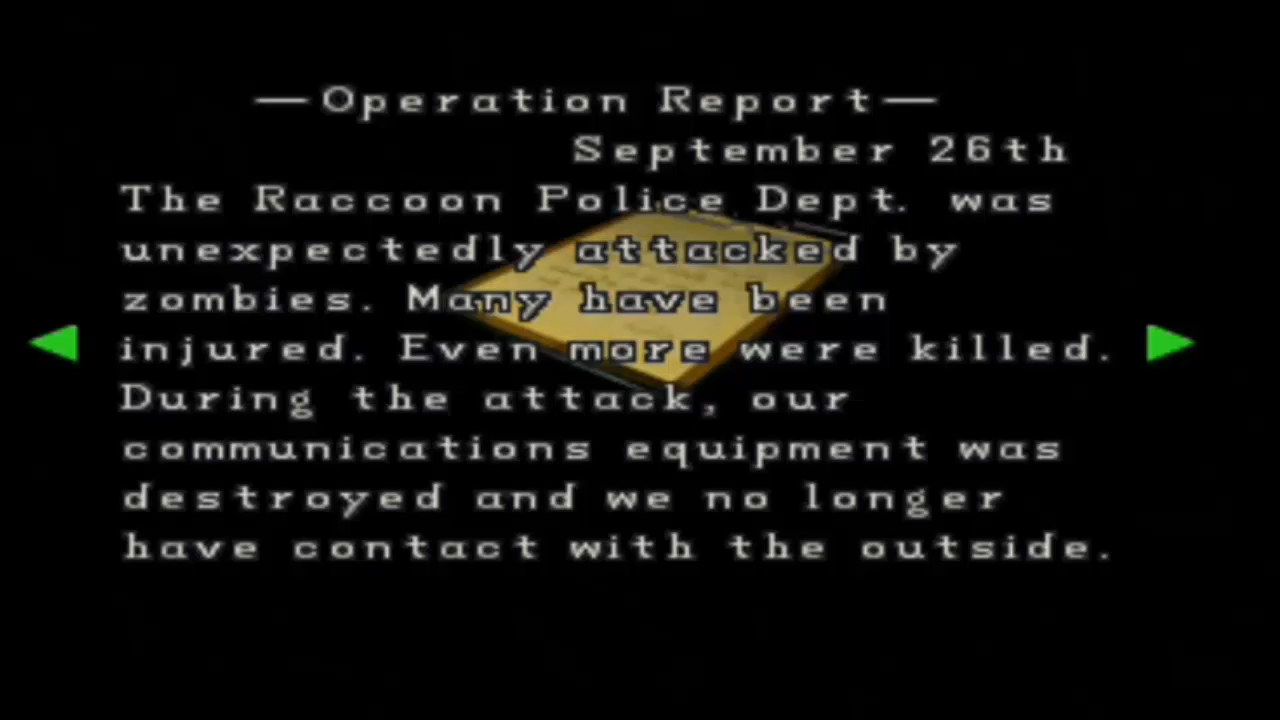 —Operation Report—
September 26th
The Raccoon Police Dept. was
unexpectedly attacked by
zombies. Many have been
injured. Even more were killed.
During the attack, our
communications equipment was
destroyed and we no longer
have contact with the outside.